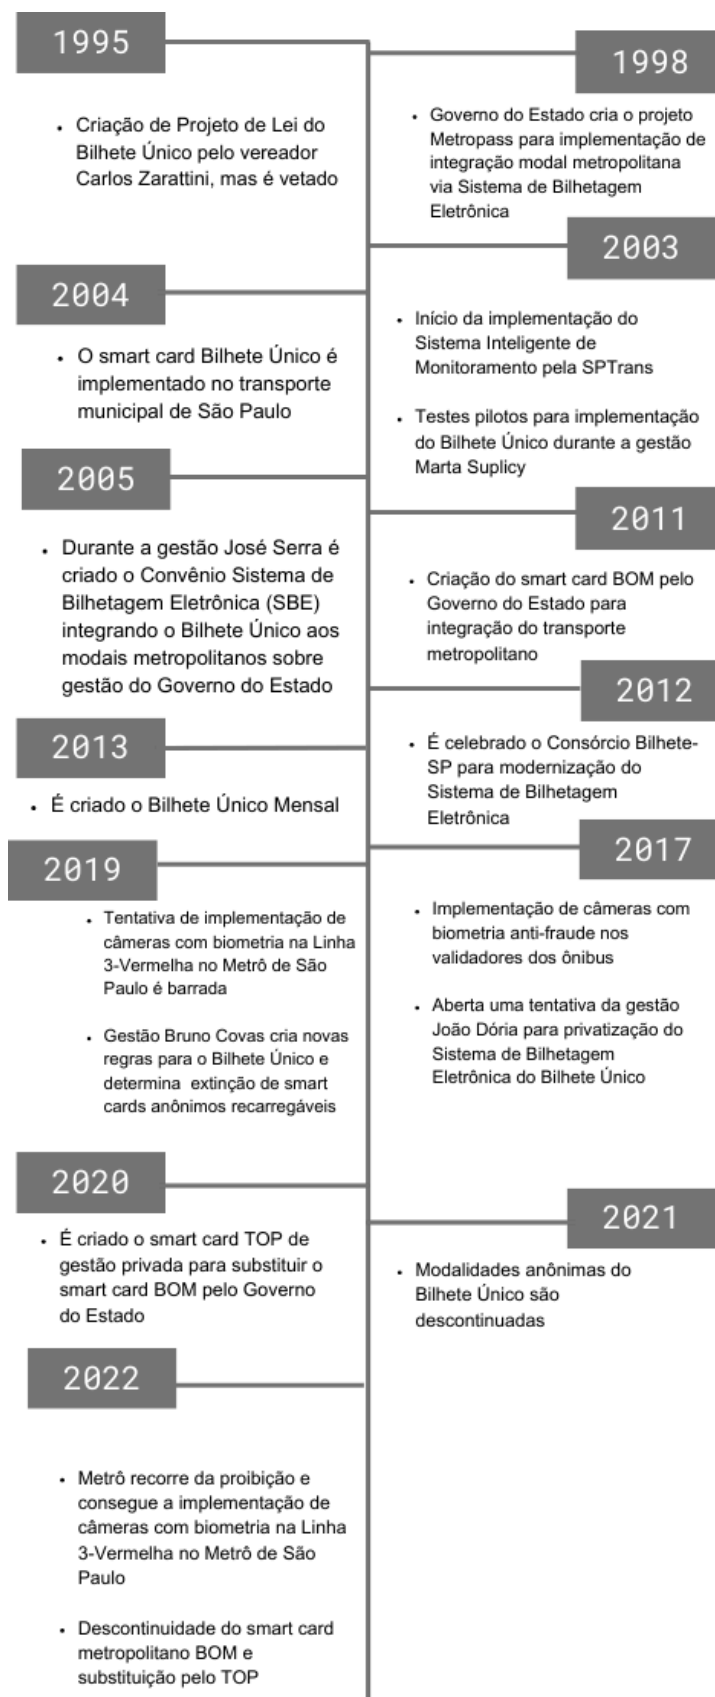 1995
• Criação de Projeto de Lei do
Bilhete Único pelo vereador
Carlos Zarattini, mas é vetado
1998
• Governo do Estado cria o projeto
Metropass para implementação de
integração modal metropolitana
via Sistema de Bilhetagem
Eletrônica
2003
• Início da implementação do
Sistema Inteligente de
Monitoramento pela SPTrans
• Testes pilotos para implementação
do Bilhete Único durante a gestão
Marta Suplicy
2004
• O smart card Bilhete Único é
implementado no transporte
municipal de São Paulo
2005
• Durante a gestão José Serra é
criado o Convênio Sistema de
Bilhetagem Eletrônica (SBE)
integrando o Bilhete Único aos
modais metropolitanos sobre
gestão do Governo do Estado
2011
• Criação do smart card BOM pelo
Governo do Estado para
integração do transporte
metropolitano
2012
• É celebrado o Consórcio Bilhete-
SP para modernização do
Sistema de Bilhetagem
Eletrônica
2013
• É criado o Bilhete Único Mensal
2017
• Implementação de câmeras com
biometria anti-fraude nos
validadores dos ônibus
• Aberta uma tentativa da gestão
João Dória para privatização do
Sistema de Bilhetagem
Eletrônica do Bilhete Único
2019
• Tentativa de implementação de
câmeras com biometria na Linha
3-Vermelha no Metrô de São
Paulo é barrada
• Gestão Bruno Covas cria novas
regras para o Bilhete Único e
determina extinção de smart
cards anônimos recarregáveis
2020
• É criado o smart card TOP de
gestão privada para substituir o
smart card BOM pelo Governo
do Estado
2021
• Modalidades anônimas do
Bilhete Único são
descontinuadas
2022
• Metrô recorre da proibição e
consegue a implementação de
câmeras com biometria na Linha
3-Vermelha no Metrô de São
Paulo
• Descontinuidade do smart card
metropolitano BOM e
substituição pelo TOP